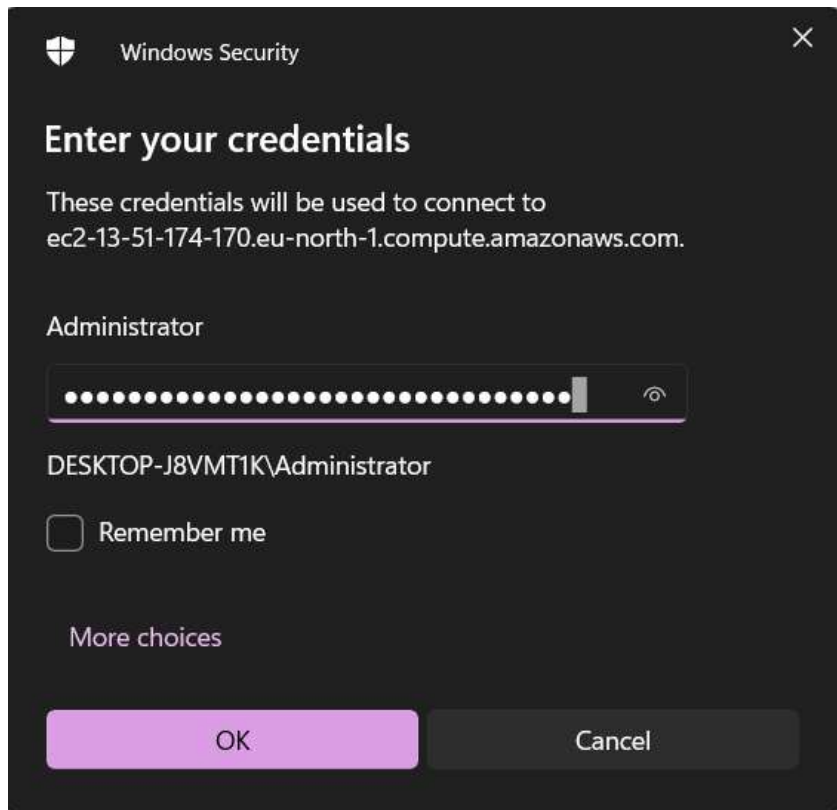 Windows Security
Enter your credentials
These credentials will be used to connect to
ec2-13-51-174-170.eu-north-1.compute.amazonaws.com.
Administrator
••••••••••••••••••••••••••••••••
DESKTOP-J8VMT1K\Administrator
Remember me
More choices
OK
Cancel